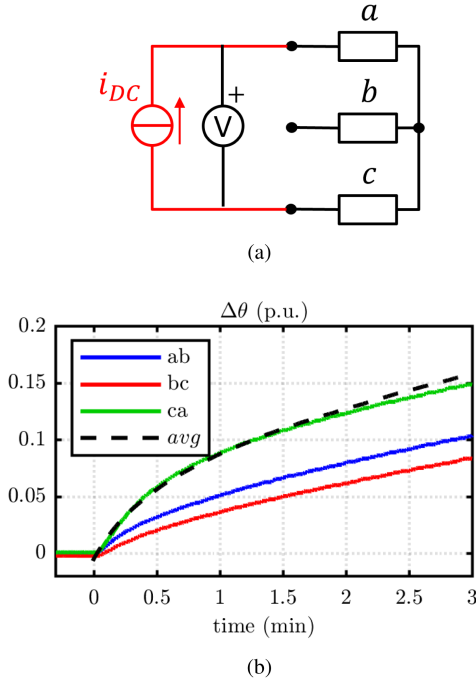 a
i_DC
+
V
b
c
(a)
Δθ (p.u.)
0.2
ab
bc
ca
avg
0.15
0.1
0.05
0
0 0.5 1 1.5 2 2.5 3
time (min)
(b)